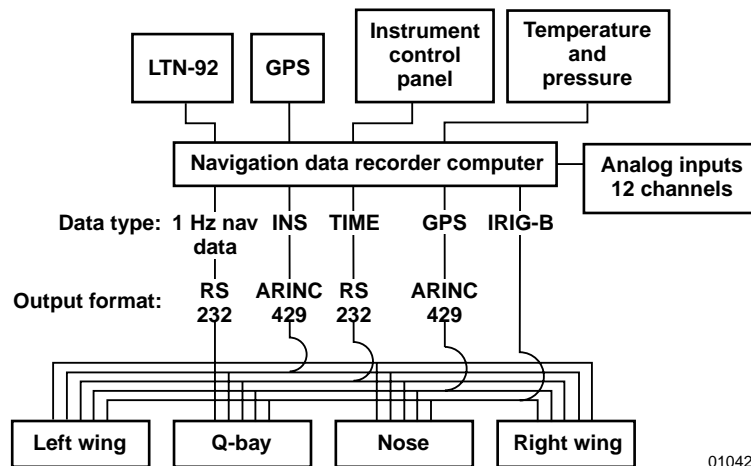 LTN-92
GPS
Instrument
control
panel
Temperature
and
pressure
Navigation data recorder computer
Analog inputs
12 channels
Data type: 1 Hz nav data INS TIME GPS IRIG-B
Output format: RS 232 ARINC 429 RS 232 ARINC 429
Left wing
Q-bay
Nose
Right wing
01042